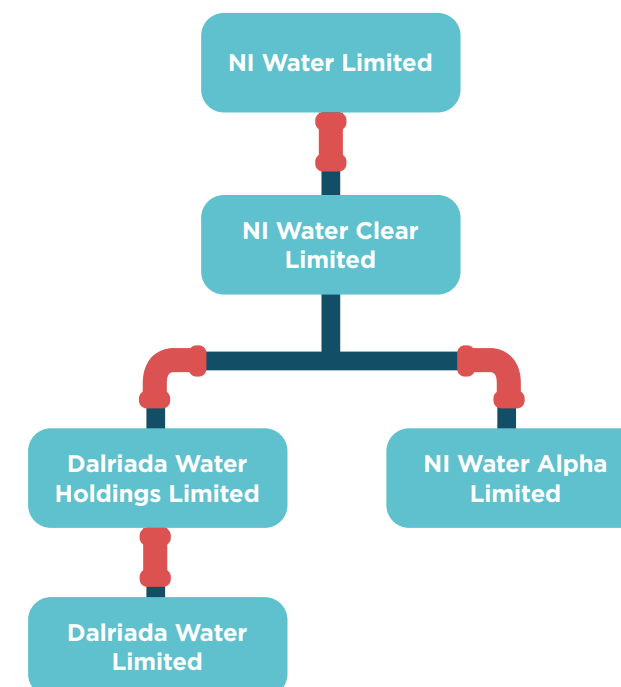 NI Water Limited
NI Water Clear
Limited
Dalriada Water
Holdings Limited
NI Water Alpha
Limited
Dalriada Water
Limited